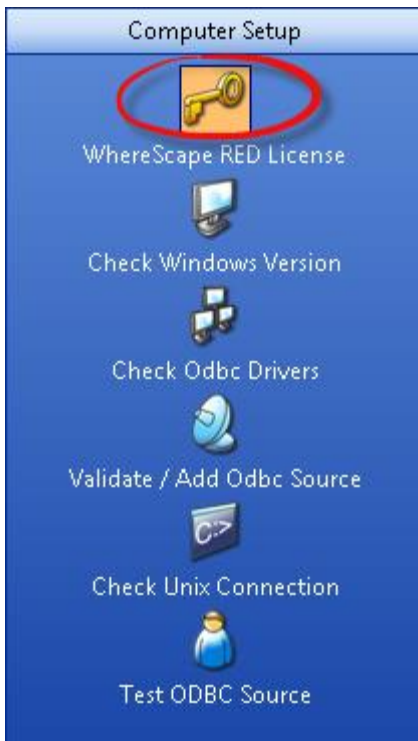 Computer Setup
WhereScape RED License
Check Windows Version
Check Odbc Drivers
Validate / Add Odbc Source
C:>
Check Unix Connection
Test ODBC Source